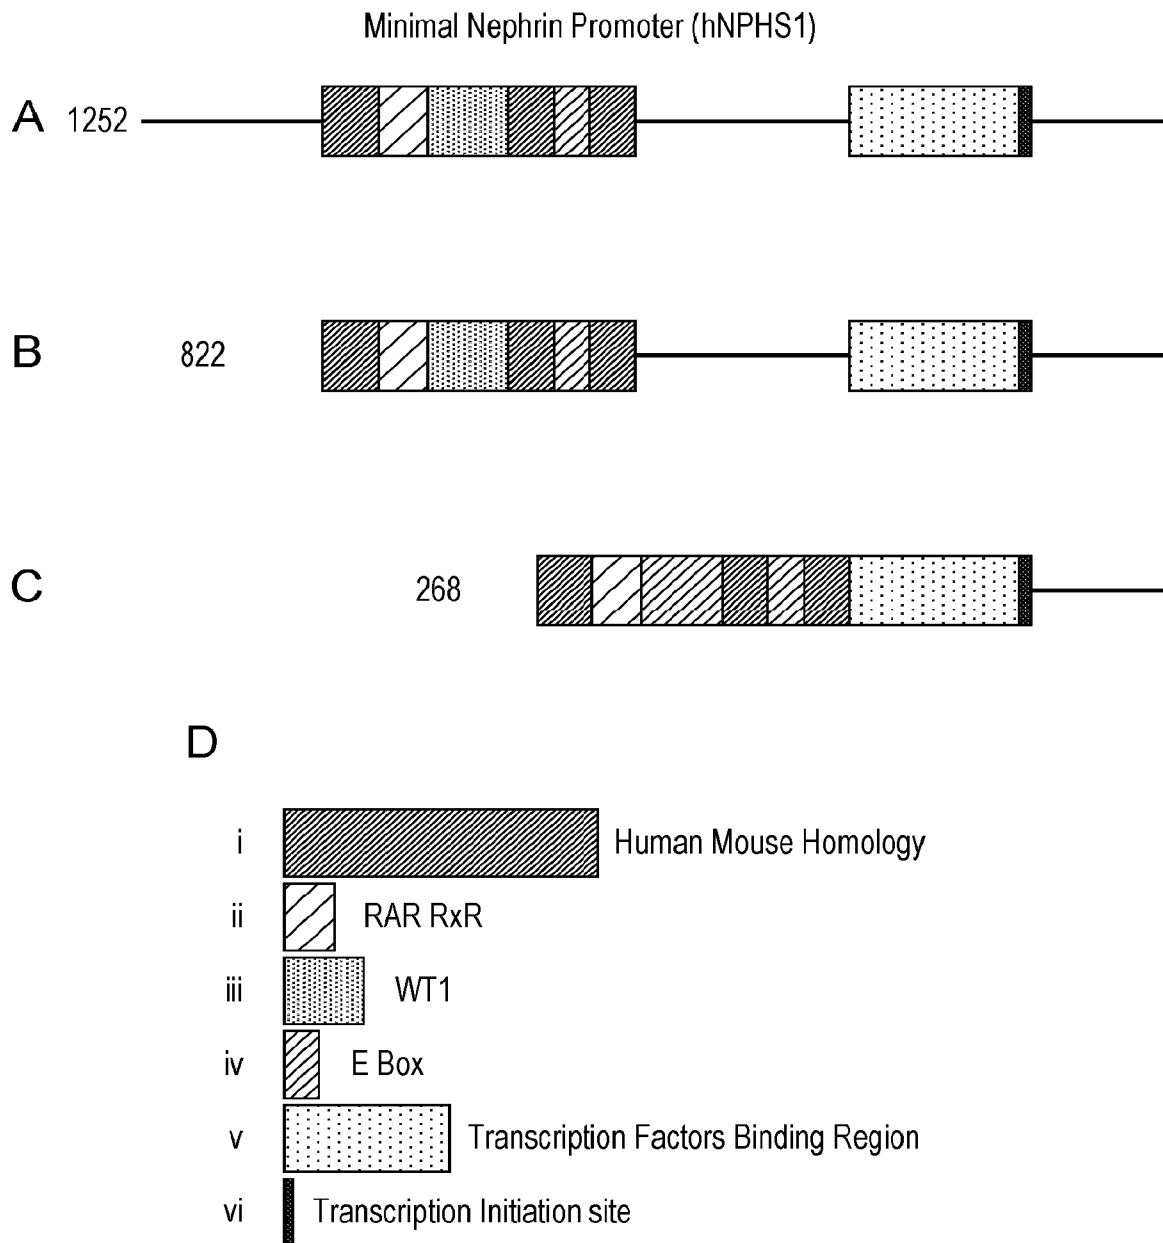 Minimal Nephrin Promoter (hNPHS1)
A 1252
B 822
C 268
D
i Human Mouse Homology
ii RAR RxR
iii WT1
iv E Box
v Transcription Factors Binding Region
vi Transcription Initiation site